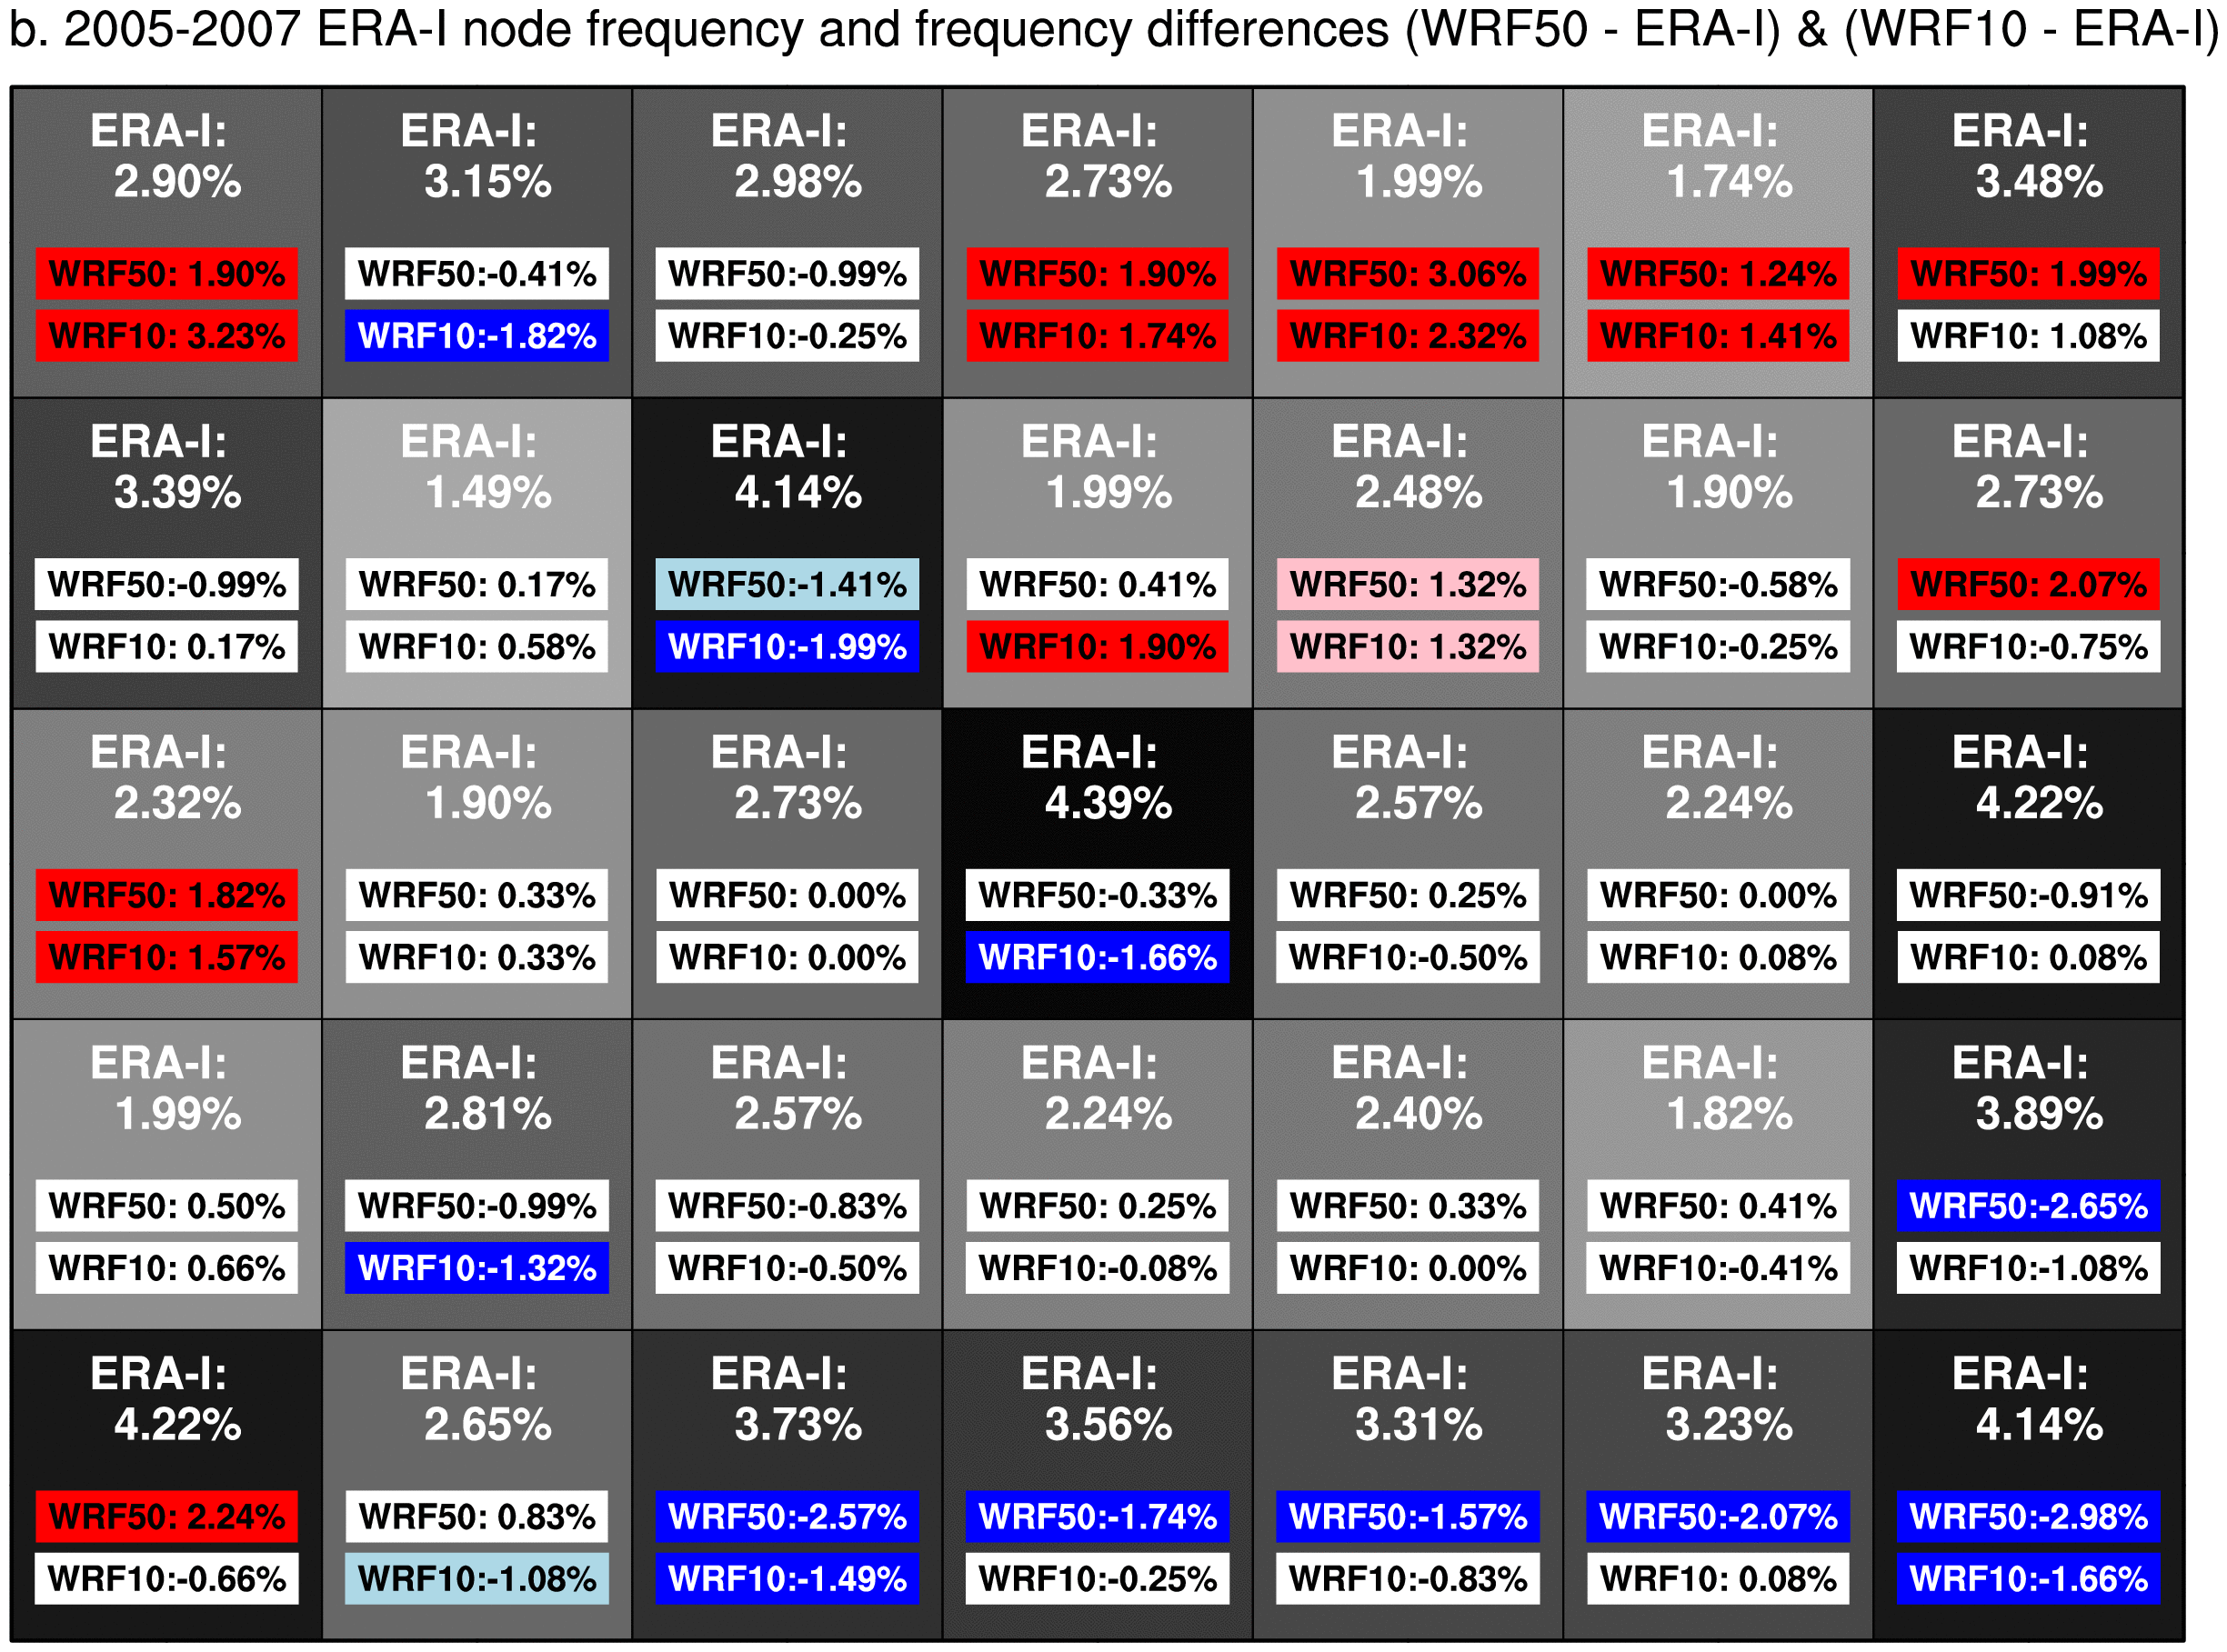 b. 2005-2007 ERA-I node frequency and frequency differences (WRF50 - ERA-I) & (WRF10 - ERA-I)
ERA-I:
2.90%
WRF50: 1.90%
WRF10: 3.23%
ERA-I:
3.15%
WRF50:-0.41%
WRF10:-1.82%
ERA-I:
2.98%
WRF50:-0.99%
WRF10:-0.25%
ERA-I:
2.73%
WRF50: 1.90%
WRF10: 1.74%
ERA-I:
1.99%
WRF50: 3.06%
WRF10: 2.32%
ERA-I:
1.74%
WRF50: 1.24%
WRF10: 1.41%
ERA-I:
3.48%
WRF50: 1.99%
WRF10: 1.08%
ERA-I:
3.39%
WRF50:-0.99%
WRF10: 0.17%
ERA-I:
1.49%
WRF50: 0.17%
WRF10: 0.58%
ERA-I:
4.14%
WRF50:-1.41%
WRF10:-1.99%
ERA-I:
1.99%
WRF50: 0.41%
WRF10: 1.90%
ERA-I:
2.48%
WRF50: 1.32%
WRF10: 1.32%
ERA-I:
1.90%
WRF50:-0.58%
WRF10:-0.25%
ERA-I:
2.73%
WRF50: 2.07%
WRF10:-0.75%
ERA-I:
2.32%
WRF50: 1.82%
WRF10: 1.57%
ERA-I:
1.90%
WRF50: 0.33%
WRF10: 0.33%
ERA-I:
2.73%
WRF50: 0.00%
WRF10: 0.00%
ERA-I:
4.39%
WRF50:-0.33%
WRF10:-1.66%
ERA-I:
2.57%
WRF50: 0.25%
WRF10:-0.50%
ERA-I:
2.24%
WRF50: 0.00%
WRF10: 0.08%
ERA-I:
4.22%
WRF50:-0.91%
WRF10: 0.08%
ERA-I:
1.99%
WRF50: 0.50%
WRF10: 0.66%
ERA-I:
2.81%
WRF50:-0.99%
WRF10:-1.32%
ERA-I:
2.57%
WRF50:-0.83%
WRF10:-0.50%
ERA-I:
2.24%
WRF50: 0.25%
WRF10:-0.08%
ERA-I:
2.40%
WRF50: 0.33%
WRF10: 0.00%
ERA-I:
1.82%
WRF50: 0.41%
WRF10:-0.41%
ERA-I:
3.89%
WRF50:-2.65%
WRF10:-1.08%
ERA-I:
4.22%
WRF50: 2.24%
WRF10:-0.66%
ERA-I:
2.65%
WRF50: 0.83%
WRF10:-1.08%
ERA-I:
3.73%
WRF50:-2.57%
WRF10:-1.49%
ERA-I:
3.56%
WRF50:-1.74%
WRF10:-0.25%
ERA-I:
3.31%
WRF50:-1.57%
WRF10:-0.83%
ERA-I:
3.23%
WRF50:-2.07%
WRF10: 0.08%
ERA-I:
4.14%
WRF50:-2.98%
WRF10:-1.66%